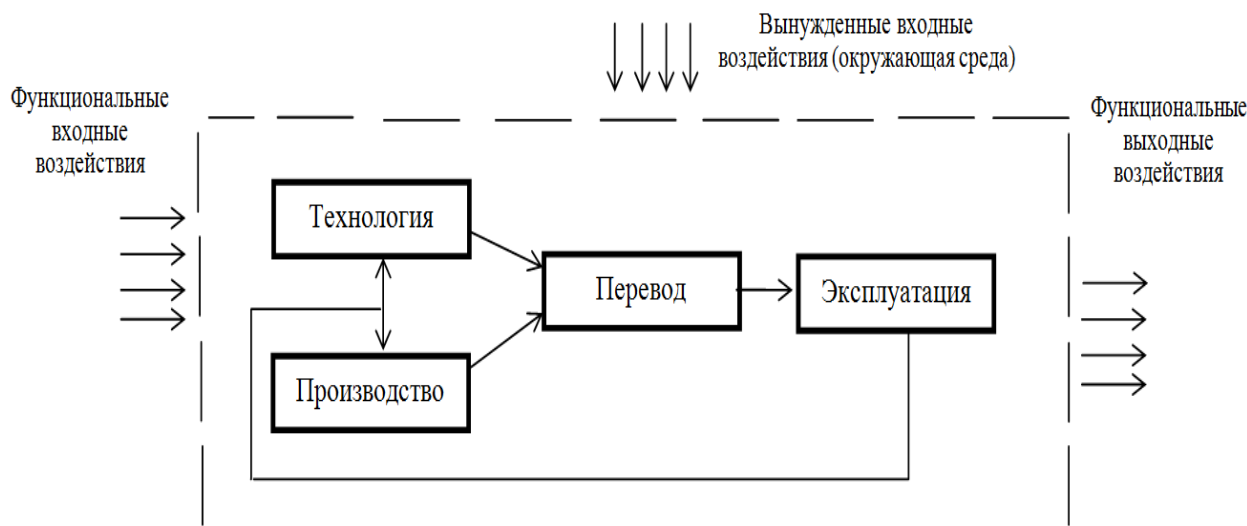 Вынужденные входные
воздействия (окружающая среда)
Функциональные
входные
воздействия
Функциональные
выходные
воздействия
Технология
Перевод
Эксплуатация
Производство